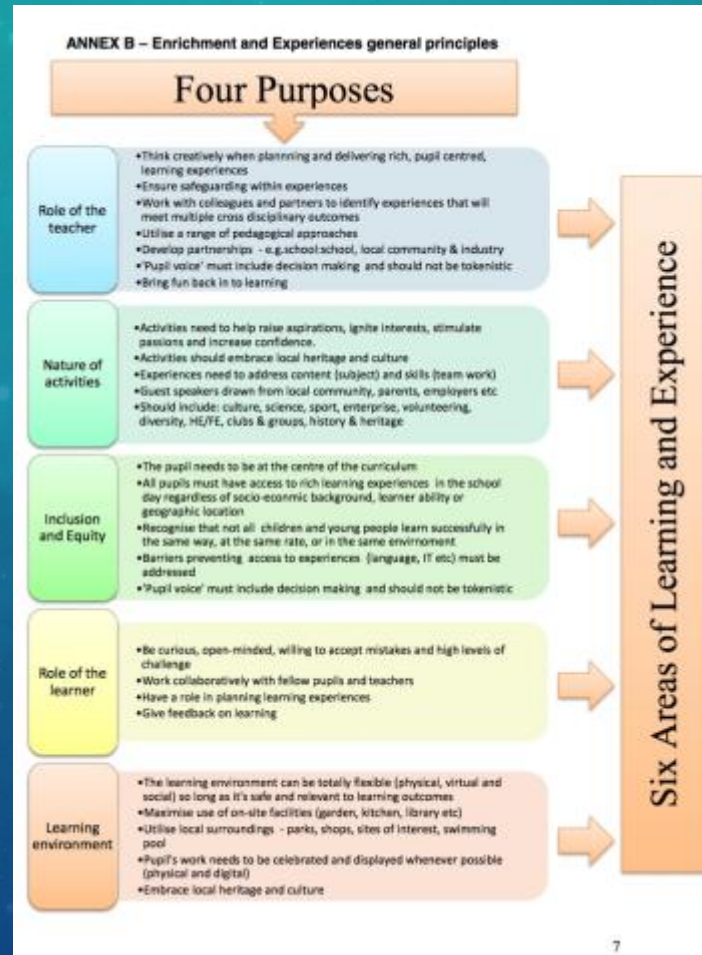 ANNEX B – Enrichment and Experiences general principles
Four Purposes
Role of the
teacher
•Think creatively when plannning and delivering rich, pupil centred,
learning experiences
•Ensure safeguarding within experiences
•Work with colleagues and partners to identify experiences that will
meet multiple cross disciplinary outcomes
•Utilise a range of pedagogical approaches
•Develop partnerships - e.g.school:school, local community & industry
•'Pupil voice' must include decision making and should not be tokenistic
•Bring fun back in to learning
Nature of
activities
•Activities need to help raise aspirations, ignite interests, stimulate
passions and increase confidence.
•Activities should embrace local heritage and culture
•Experiences need to address content (subject) and skills (team work)
•Guest speakers drawn from local community, parents, employers etc
•Should include: culture, science, sport, enterprise, volunteering,
diversity, HE/FE, clubs & groups, history & heritage
Inclusion
and Equity
•The pupil needs to be at the centre of the curriculum
•All pupils must have access to rich learning experiences in the school
day regardless of socio-econmic background, learner ability or
geographic location
•Recognise that not all children and young people learn successfully in
the same way, at the same rate, or in the same envirnoment
•Barriers preventing access to experiences (language, IT etc) must be
addressed
•'Pupil voice' must include decision making and should not be tokenistic
Role of the
learner
•Be curious, open-minded, willing to accept mistakes and high levels of
challenge
•Work collaboratively with fellow pupils and teachers
•Have a role in planning learning experiences
•Give feedback on learning
Learning
environment
•The learning environment can be totally flexible (physical, virtual and
social) so long as it's safe and relevant to learning outcomes
•Maximise use of on-site facilities (garden, kitchen, library etc)
•Utilise local surroundings - parks, shops, sites of interest, swimming
pool
•Pupil's work needs to be celebrated and displayed whenever possible
(physical and digital)
•Embrace local heritage and culture
Six Areas of Learning and Experience
7